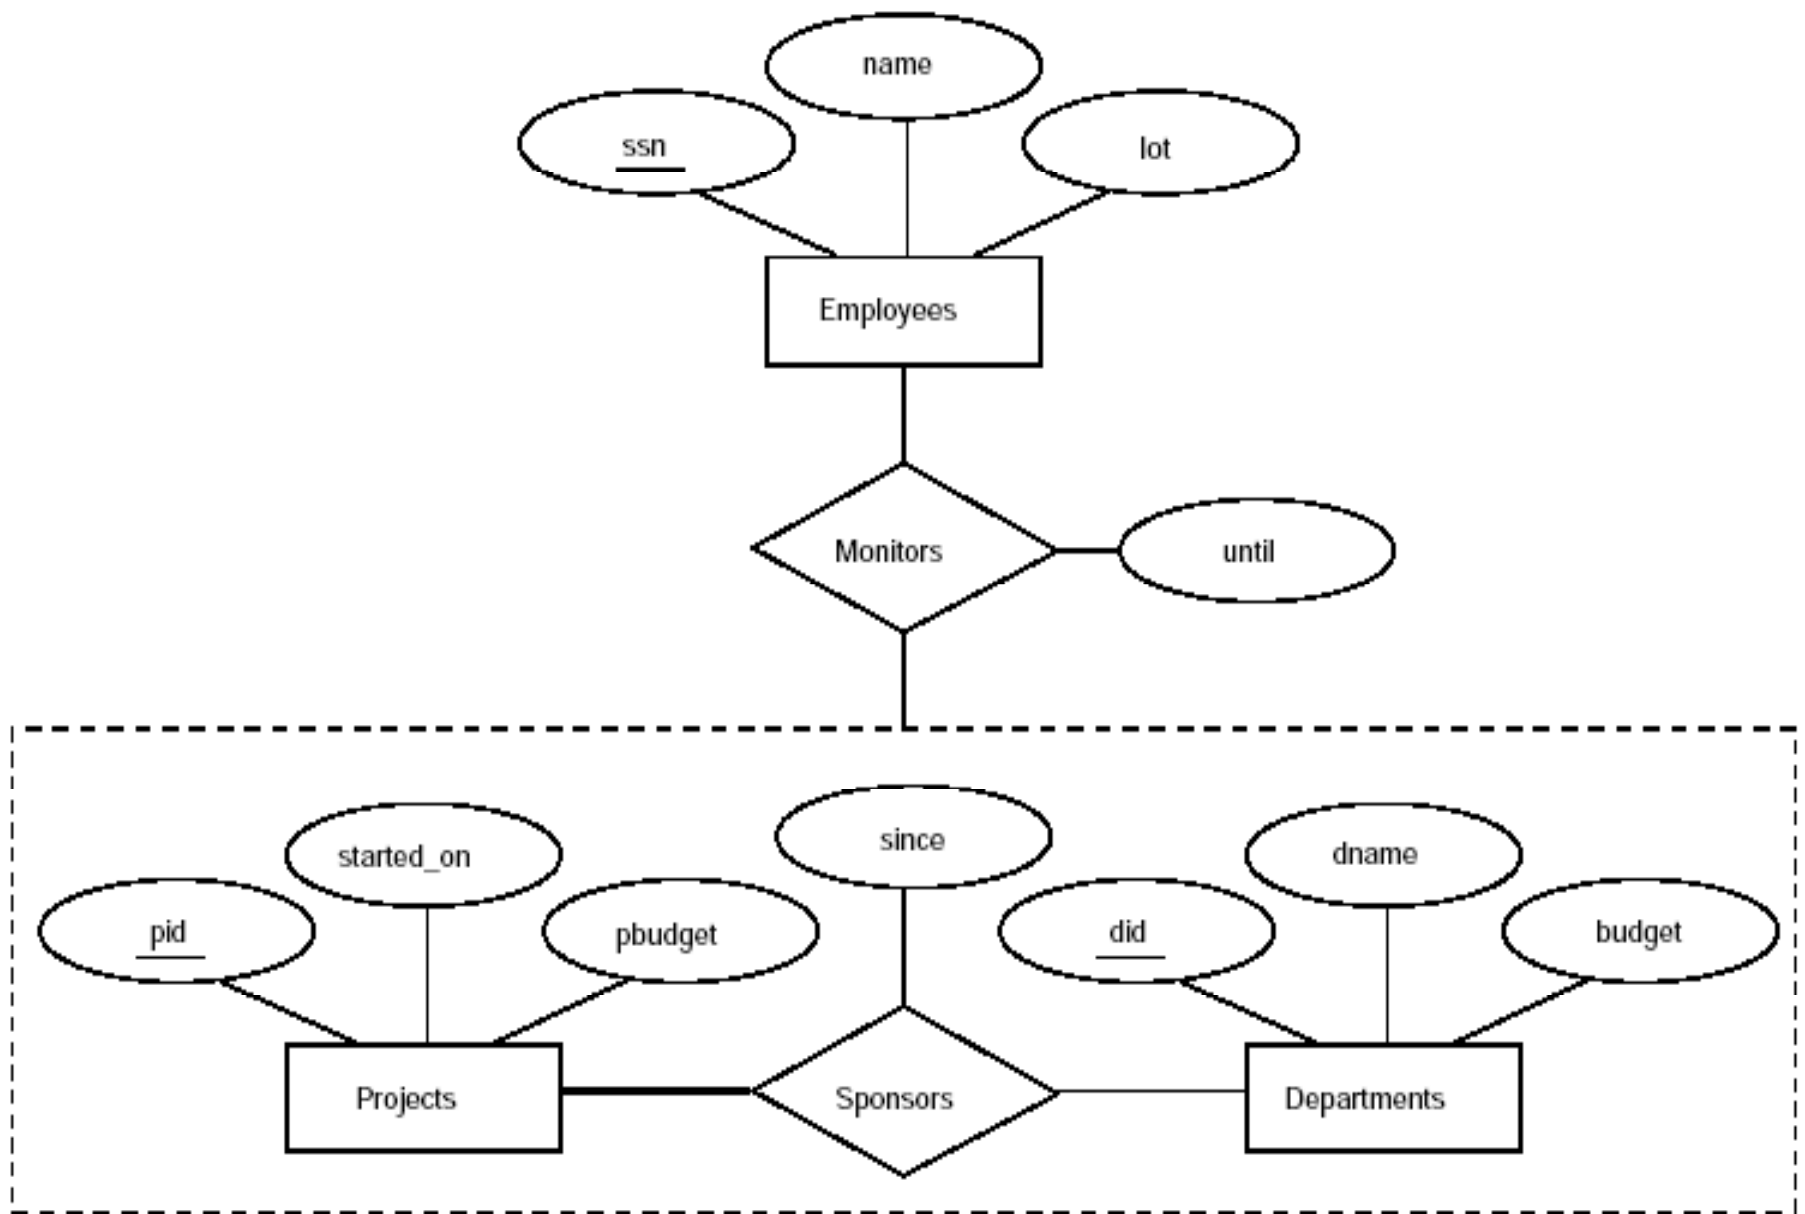 name
ssn
lot
Employees
Monitors
until
since
started_on
dname
pid
pbudget
did
budget
Projects
Sponsors
Departments